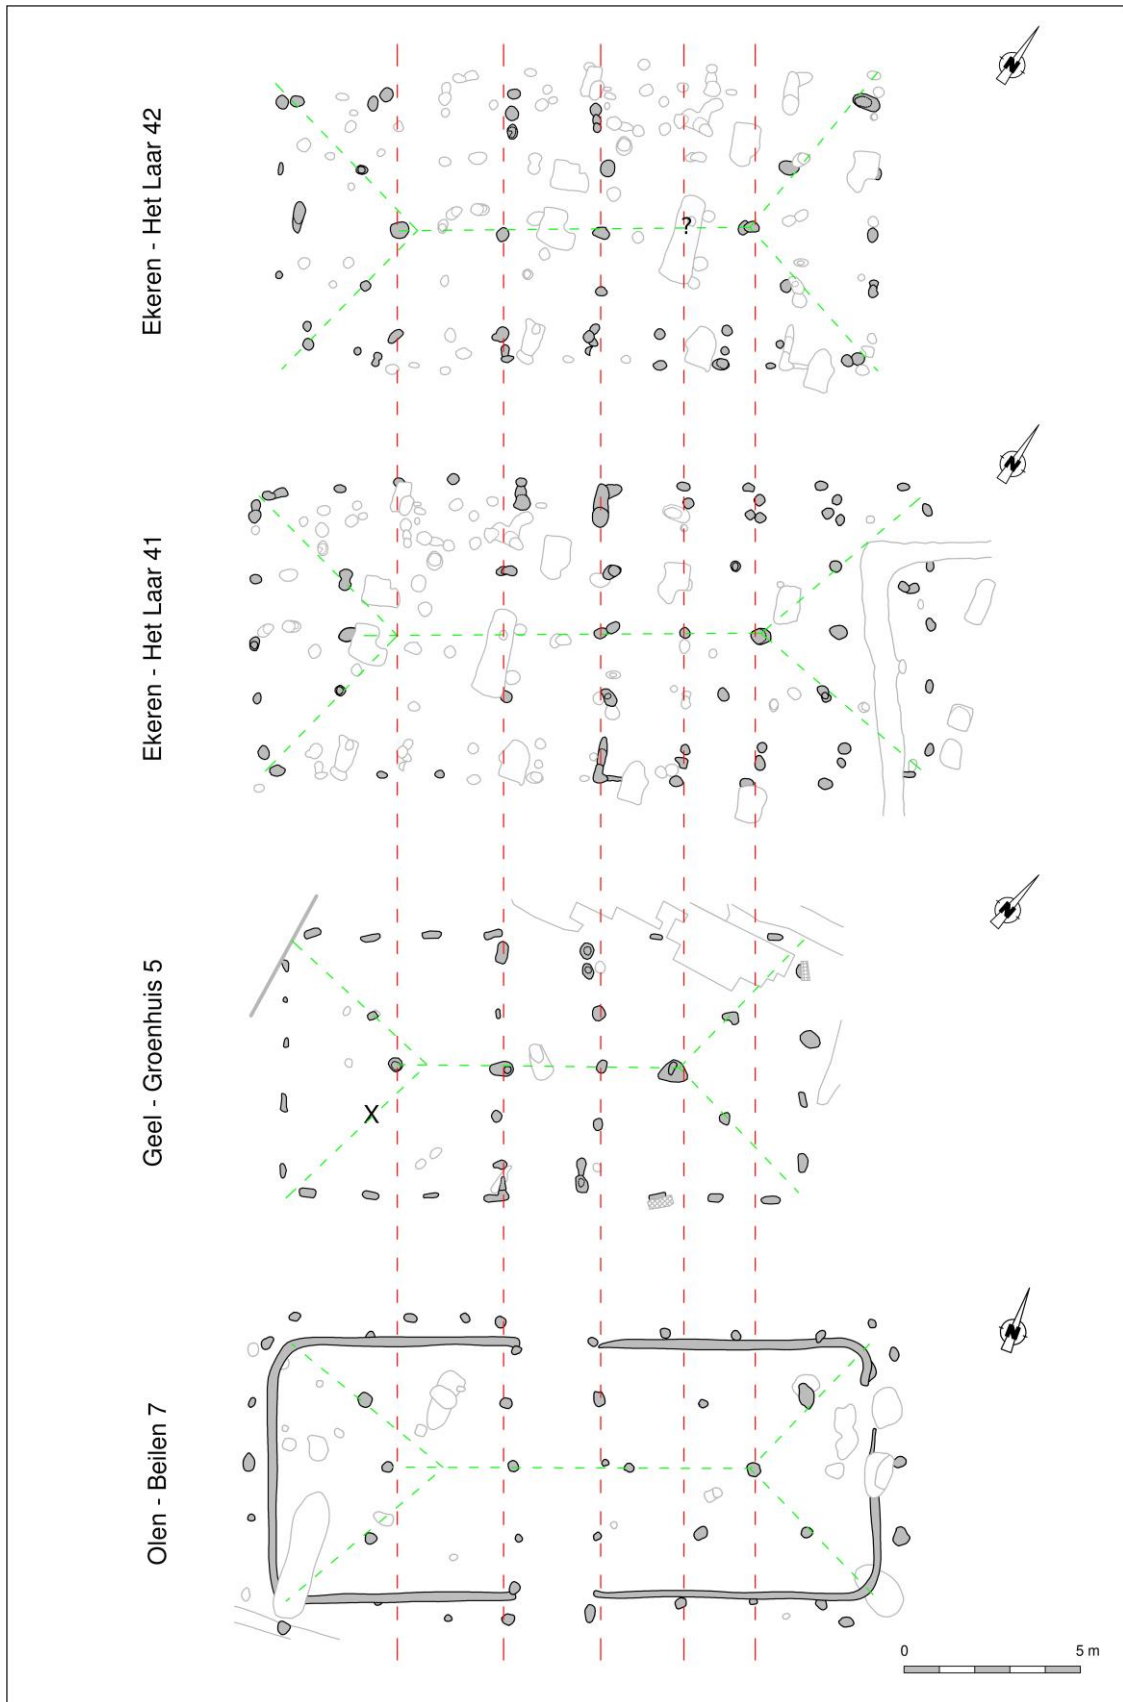 Ekeren - Het Laar 42
N
?
Ekeren - Het Laar 41
N
Geel - Groenhuis 5
N
X
Olen - Beilen 7
N
0 5 m